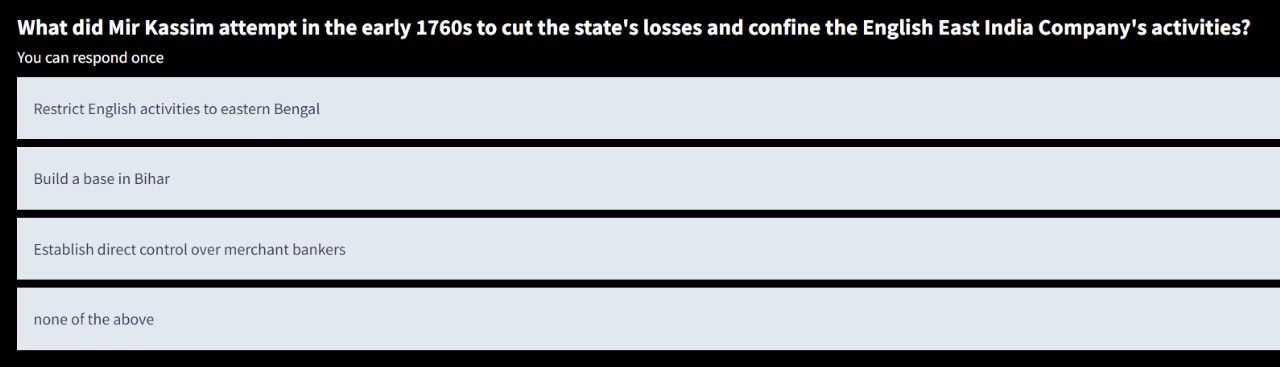 What did Mir Kassim attempt in the early 1760s to cut the state's losses and confine the English East India Company's activities?
You can respond once
Restrict English activities to eastern Bengal
Build a base in Bihar
Establish direct control over merchant bankers
none of the above